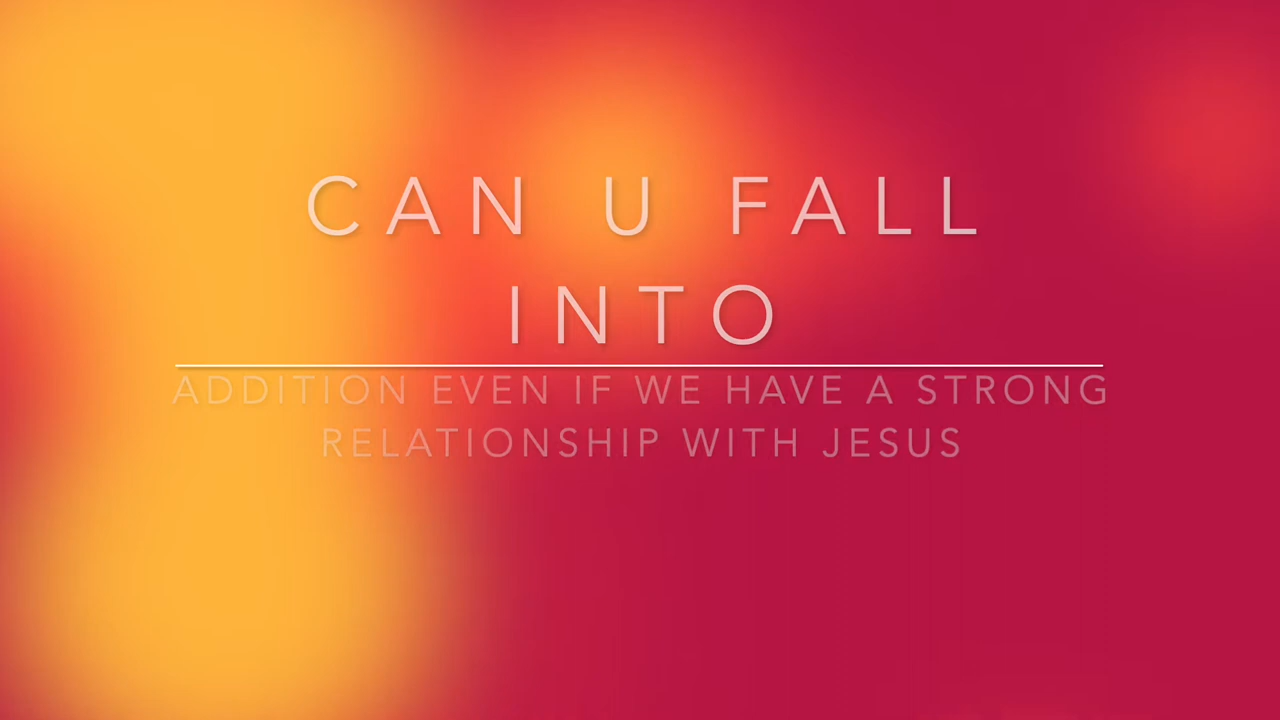 CAN U FALL
INTO
ADDITION EVEN IF WE HAVE A STRONG
RELATIONSHIP WITH JESUS